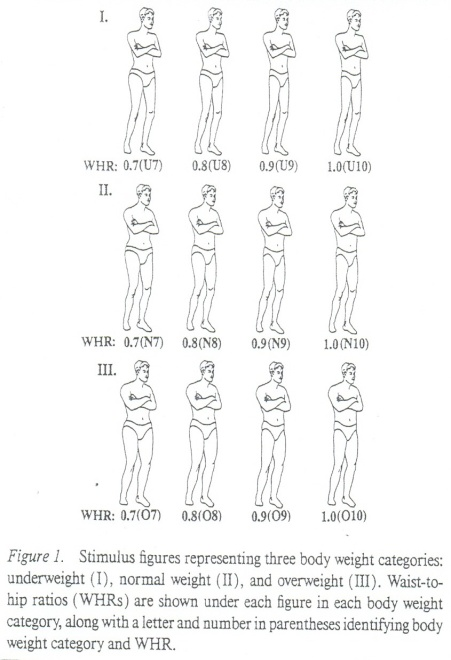 I.
WHR: 0.7(U7) 0.8(U8) 0.9(U9) 1.0(U10)
II.
WHR: 0.7(N7) 0.8(N8) 0.9(N9) 1.0(N10)
III.
WHR: 0.7(O7) 0.8(O8) 0.9(O9) 1.0(O10)
Figure 1. Stimulus figures representing three body weight categories:
underweight (I), normal weight (II), and overweight (III). Waist-to-
hip ratios (WHRs) are shown under each figure in each body weight
category, along with a letter and number in parentheses identifying body
weight category and WHR.